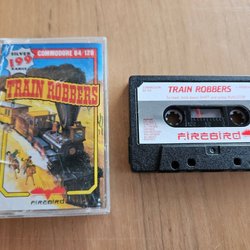 SILVER
199
RANGE
COMMODORE 64/128
TRAIN ROBBERS
FIREBIRD
TRAIN ROBBERS
FIREBIRD